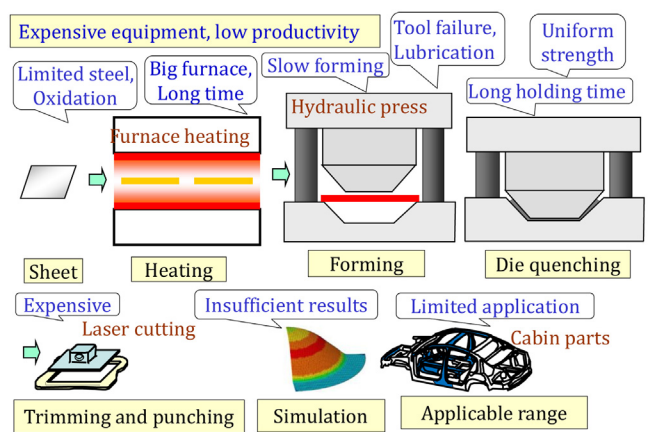 Expensive equipment, low productivity
Limited steel,
Oxidation
Big furnace,
Long time
Slow forming
Tool failure,
Lubrication
Uniform
strength
Long holding time
Furnace heating
Hydraulic press
Sheet
Heating
Forming
Die quenching
Expensive
Laser cutting
Insufficient results
Limited application
Cabin parts
Trimming and punching
Simulation
Applicable range